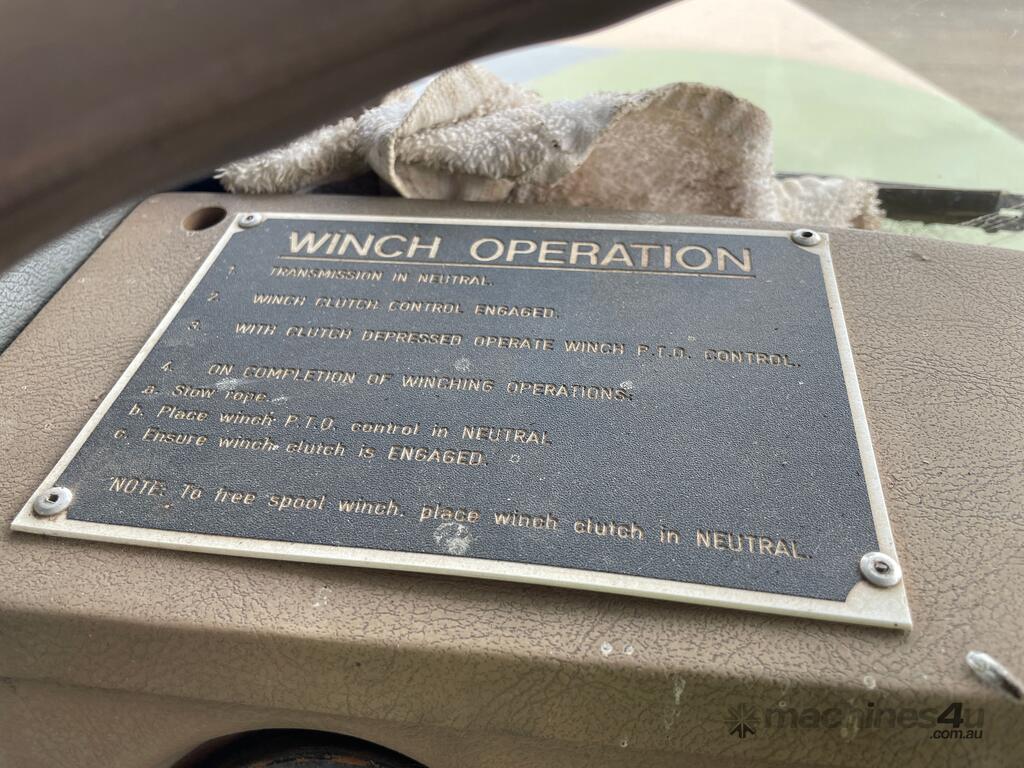 WINCH OPERATION
1. TRANSMISSION IN NEUTRAL.
2. WINCH CLUTCH CONTROL ENGAGED.
3. WITH CLUTCH DEPRESSED OPERATE WINCH P.T.O. CONTROL.
4. ON COMPLETION OF WINCHING OPERATIONS:
a. Stow rope.
b. Place winch P.T.O. control in NEUTRAL
c. Ensure winch clutch is ENGAGED.
NOTE: To free spool winch, place winch clutch in NEUTRAL.
machines4u
.com.au